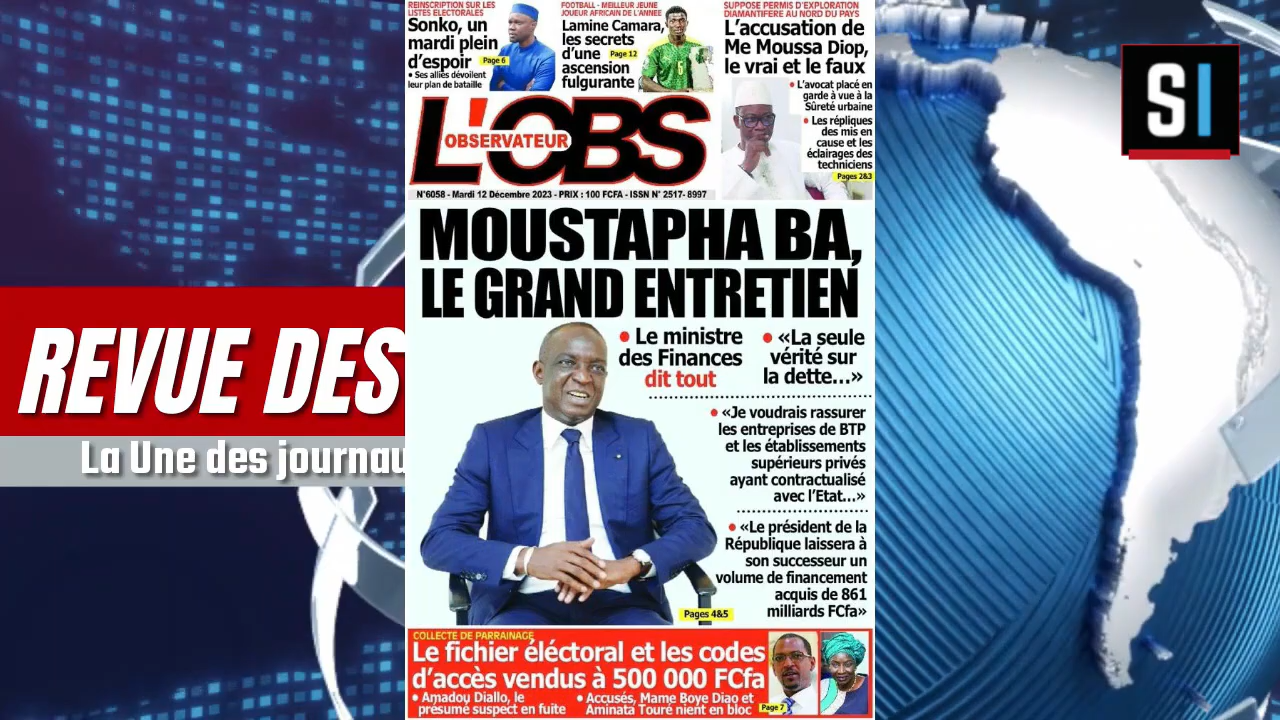 REINSCRIPTION SUR LES
LISTES ELECTORALES
Sonko, un
mardi plein
d'espoir
Page 6
• Ses alliés dévoilent
leur plan de bataille
FOOTBALL - MEILLEUR JEUNE
JOUEUR AFRICAIN DE L'ANNEE
Lamine Camara,
les secrets
d'une
Page 12
ascension
fulgurante
SUPPOSE PERMIS D'EXPLORATION
DIAMANTIFERE AU NORD DU PAYS
L'accusation de
Me Moussa Diop,
le vrai et le faux
• L'avocat placé en
garde à vue à la
Sûreté urbaine
• Les répliques
des mis en
cause et les
éclairages des
techniciens
Pages 2&3
L'OBS
OBSERVATEUR
N°6058 - Mardi 12 Décembre 2023 - PRIX : 100 FCFA - ISSN N° 2517- 8997
MOUSTAPHA BA,
LE GRAND ENTRETIEN
• Le ministre
des Finances
dit tout
• «La seule
vérité sur
la dette...»
• «Je voudrais rassurer
les entreprises de BTP
et les établissements
supérieurs privés
ayant contractualisé
avec l'Etat...»
• «Le président de la
République laissera à
son successeur un
volume de financement
acquis de 861
milliards FCfa»
Pages 4&5
COLLECTE DE PARRAINAGE
Le fichier éléctoral et les codes
d'accès vendus à 500 000 FCfa
• Amadou Diallo, le
présumé suspect en fuite
• Accusés, Mame Boye Diao et
Aminata Touré nient en bloc
Page 7
REVUE DES
La Une des journau
SI